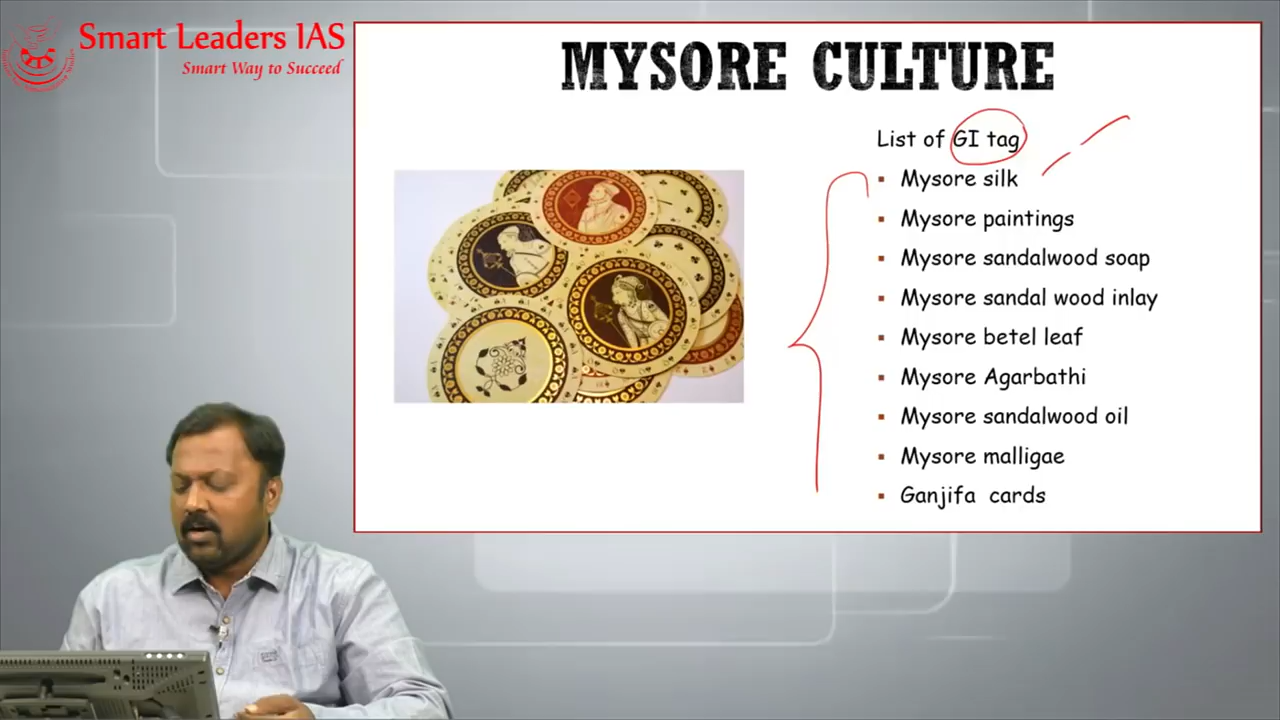 Smart Leaders IAS
Smart Way to Succeed
MYSORE CULTURE
List of GI tag
▪ Mysore silk
▪ Mysore paintings
▪ Mysore sandalwood soap
▪ Mysore sandal wood inlay
▪ Mysore betel leaf
▪ Mysore Agarbathi
▪ Mysore sandalwood oil
▪ Mysore malligae
▪ Ganjifa cards